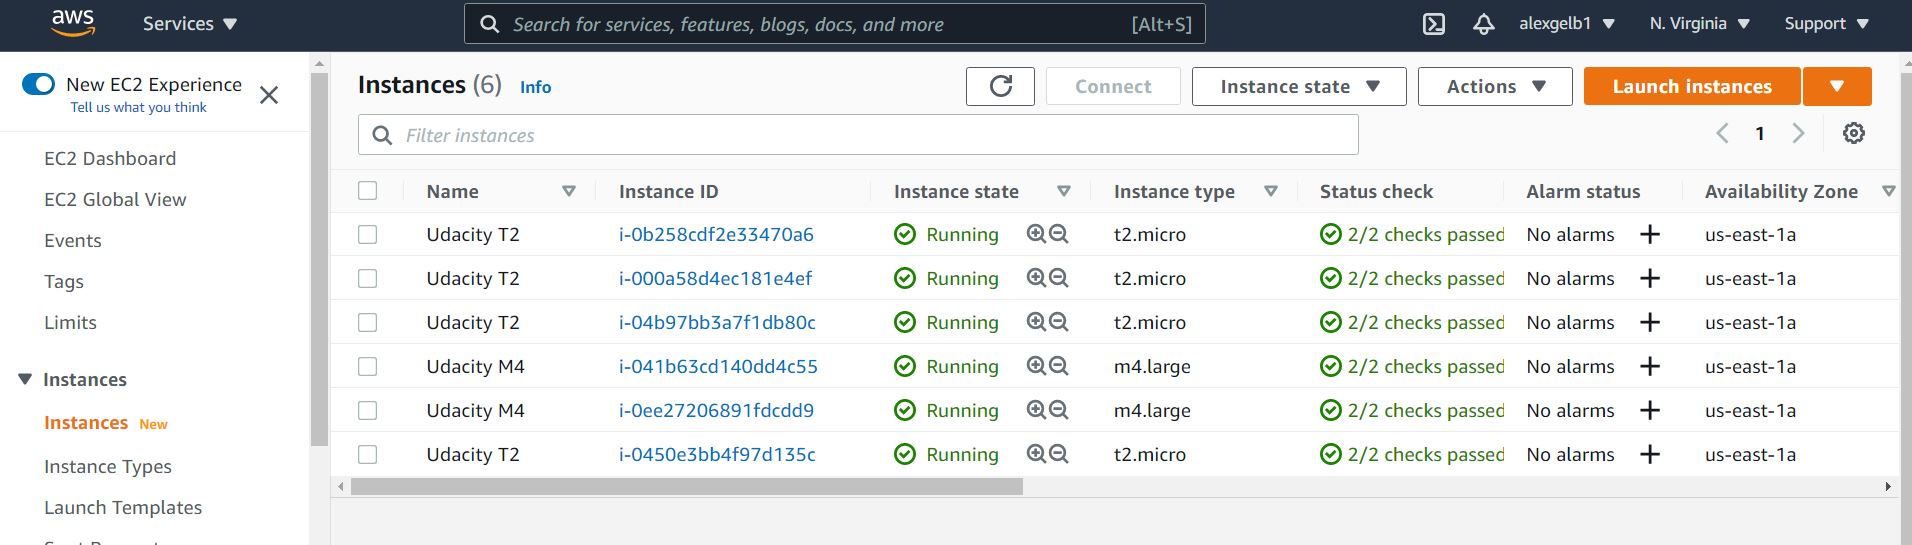 aws Services Search for services, features, blogs, docs, and more [Alt+S] alexgelb1 N. Virginia Support
New EC2 Experience
Tell us what you think
EC2 Dashboard
EC2 Global View
Events
Tags
Limits
Instances
Instances New
Instance Types
Launch Templates
Instances (6) Info Connect Instance state Actions Launch instances
Filter instances 1
Name Instance ID Instance state Instance type Status check Alarm status Availability Zone
Udacity T2 i-0b258cdf2e33470a6 Running t2.micro 2/2 checks passed No alarms + us-east-1a
Udacity T2 i-000a58d4ec181e4ef Running t2.micro 2/2 checks passed No alarms + us-east-1a
Udacity T2 i-04b97bb3a7f1db80c Running t2.micro 2/2 checks passed No alarms + us-east-1a
Udacity M4 i-041b63cd140dd4c55 Running m4.large 2/2 checks passed No alarms + us-east-1a
Udacity M4 i-0ee27206891fdcdd9 Running m4.large 2/2 checks passed No alarms + us-east-1a
Udacity T2 i-0450e3bb4f97d135c Running t2.micro 2/2 checks passed No alarms + us-east-1a